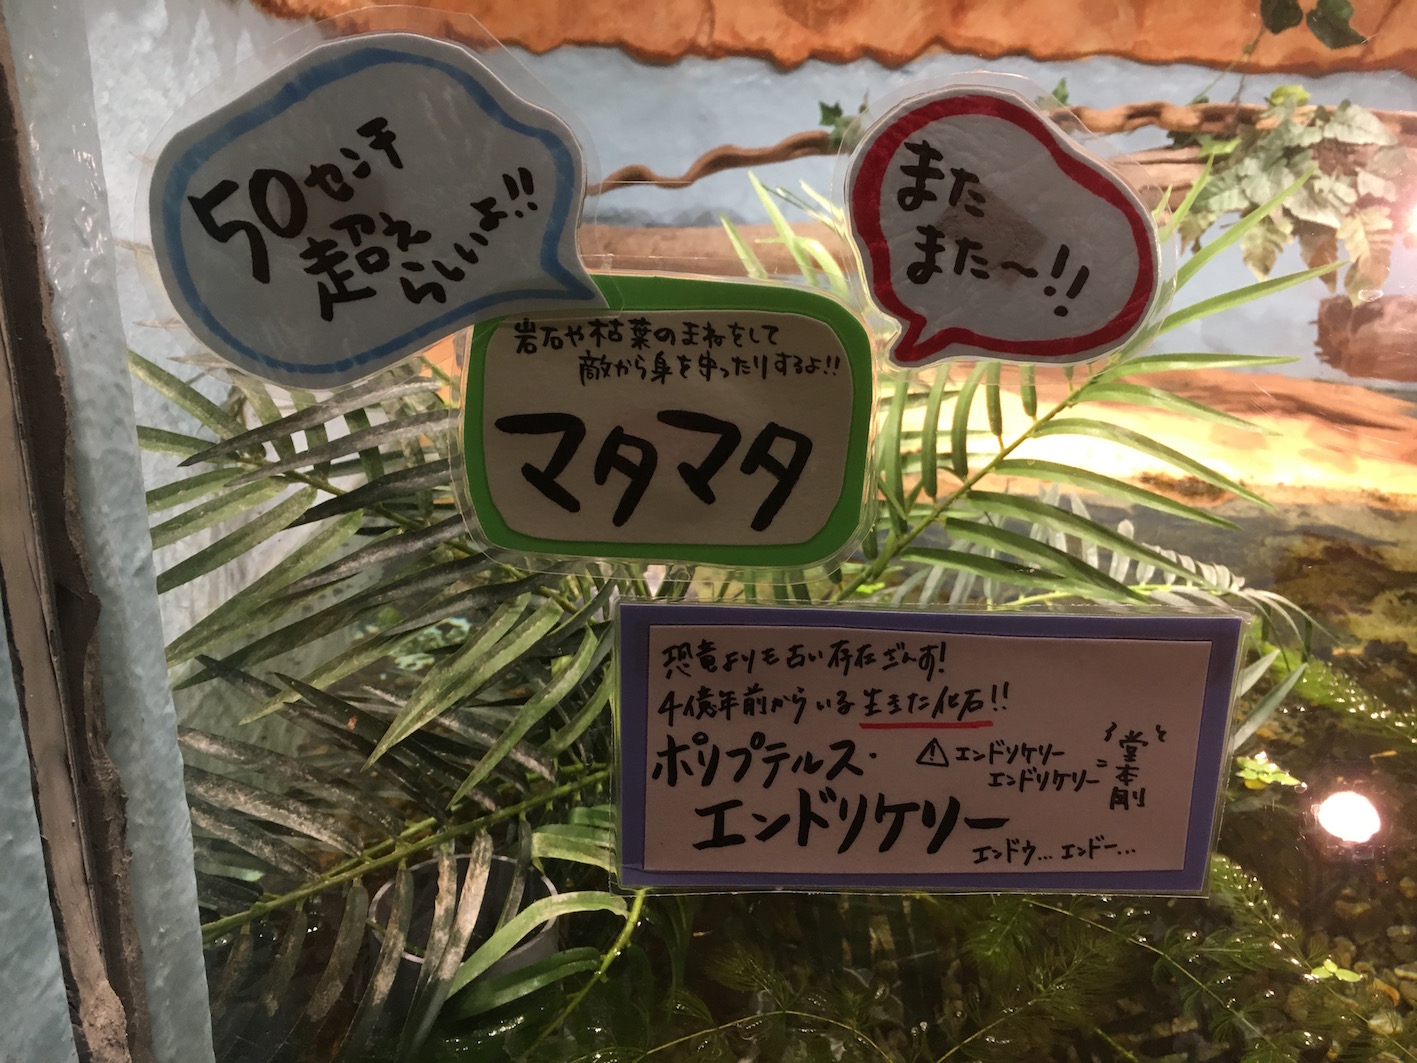 50センチ
超え
らしいよ!!
また
また〜!!
岩石や枯葉のまねをして
敵から身を守ったりするよ!!
マタマタ
恐竜よりも古い存在ざんす!
4億年前からいる生きた化石!!
ポリプテルス・
エンドリケリー
⚠エンドリケリー
エンドリケリー=
堂本剛
エンドゥ…エンドー…